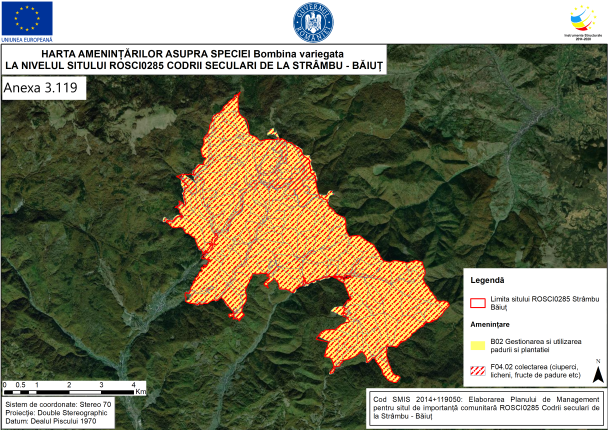 UNIUNEA EUROPEANĂ
GUVERNUL ROMÂNIEI
Instrumente Structurale
2014-2020
HARTA AMENINȚĂRILOR ASUPRA SPECIEI Bombina variegata
LA NIVELUL SITULUI ROSCI0285 CODRII SECULARI DE LA STRÂMBU - BĂIUȚ
Anexa 3.119
Legendă
Limita sitului ROSCI0285 Strâmbu
Băiuț
Amenințare
B02 Gestionarea si utilizarea
padurii si plantatiei
F04.02 colectarea (ciuperci,
licheni, fructe de padure etc)
N
0 0.5 1 2 3 4
Km
Sistem de coordonate: Stereo 70
Proiecție: Double Stereographic
Datum: Dealul Piscului 1970
Cod SMIS 2014+119050: Elaborarea Planului de Management
pentru situl de importanță comunitară ROSCI0285 Codrii seculari de
la Strâmbu - Băiuț